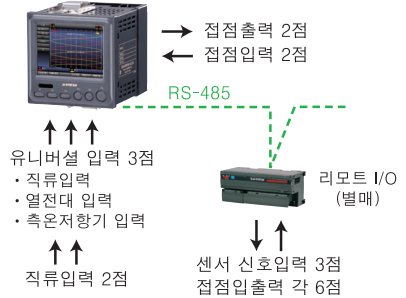 접점출력 2점
접점입력 2점
RS-485
유니버셜 입력 3점
· 직류입력
· 열전대 입력
· 측온저항기 입력
직류입력 2점
리모트 I/O
(별매)
센서 신호입력 3점
접점입출력 각 6점